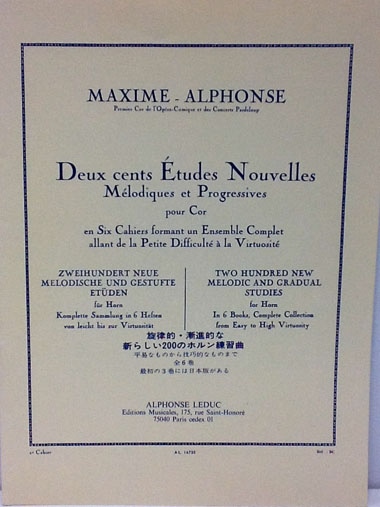 MAXIME - ALPHONSE
Premier Cor de l'Opéra-Comique et des Concerts Pasdeloup
Deux cents Études Nouvelles
Mélodiques et Progressives
pour Cor
en Six Cahiers formant un Ensemble Complet
allant de la Petite Difficulté à la Virtuosité
ZWEIHUNDERT NEUE
MELODISCHE UND GESTUFTE
ETÜDEN
für Horn
Komplette Sammlung in 6 Heften
von leicht bis zur Virtuosität
TWO HUNDRED NEW
MELODIC AND GRADUAL
STUDIES
for Horn
In 6 Books, Complete Collection
from Easy to High Virtuosity
旋律的・漸進的な
新らしい200のホルン練習曲
平易なものから技巧的なものまで
全6巻
最初の3巻には日本版がある
ALPHONSE LEDUC
Editions Musicales, 175, rue Saint-Honoré
75040 Paris cedex 01
Cahier